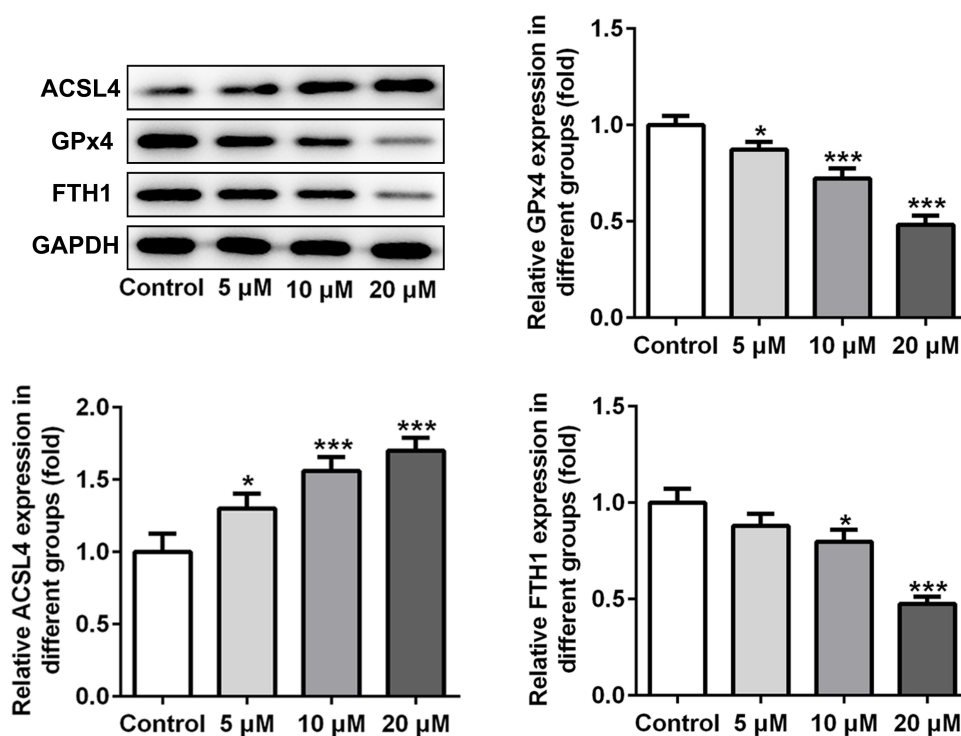 ACSL4
GPx4
FTH1
GAPDH
Control 5 μM 10 μM 20 μM
Relative GPx4 expression in
different groups (fold)
1.5
1.0
0.5
0.0
*
***
***
Control 5 μM 10 μM 20 μM
Relative ACSL4 expression in
different groups (fold)
2.0
1.5
1.0
0.5
0.0
*
***
***
Control 5 μM 10 μM 20 μM
Relative FTH1 expression in
different groups (fold)
1.5
1.0
0.5
0.0
*
***
Control 5 μM 10 μM 20 μM